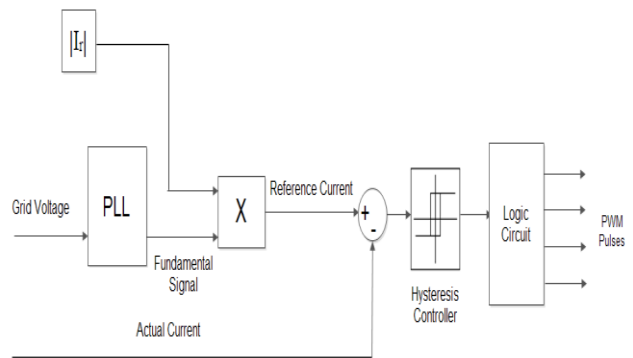 |Ir|
Grid Voltage
PLL
Fundamental
Signal
X
Reference Current
+
-
Actual Current
Hysteresis
Controller
Logic
Circuit
PWM
Pulses